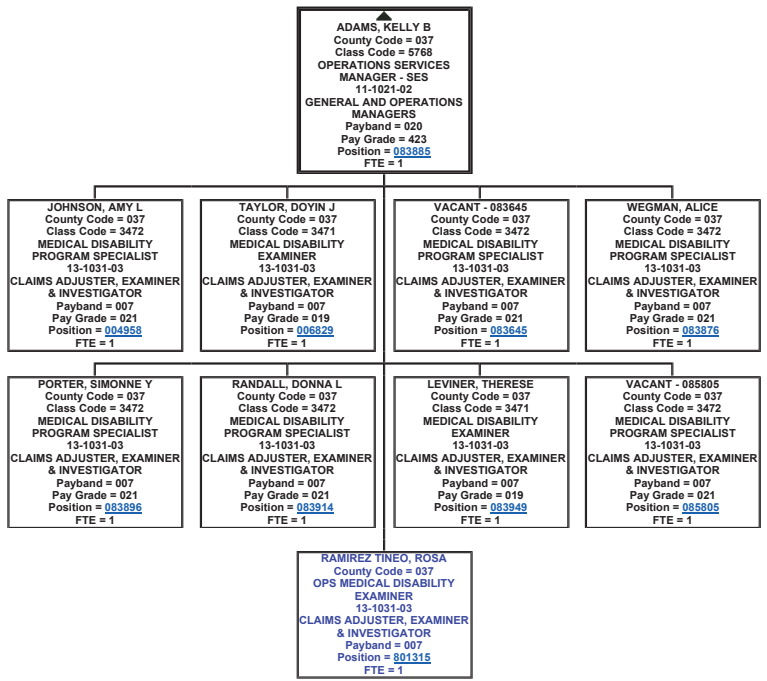 ADAMS, KELLY B
County Code = 037
Class Code = 5768
OPERATIONS SERVICES
MANAGER - SES
11-1021-02
GENERAL AND OPERATIONS
MANAGERS
Payband = 020
Pay Grade = 423
Position = 083885
FTE = 1
JOHNSON, AMY L
County Code = 037
Class Code = 3472
MEDICAL DISABILITY
PROGRAM SPECIALIST
13-1031-03
CLAIMS ADJUSTER, EXAMINER
& INVESTIGATOR
Payband = 007
Pay Grade = 021
Position = 004958
FTE = 1
TAYLOR, DOYIN J
County Code = 037
Class Code = 3471
MEDICAL DISABILITY
EXAMINER
13-1031-03
CLAIMS ADJUSTER, EXAMINER
& INVESTIGATOR
Payband = 007
Pay Grade = 019
Position = 006829
FTE = 1
VACANT - 083645
County Code = 037
Class Code = 3472
MEDICAL DISABILITY
PROGRAM SPECIALIST
13-1031-03
CLAIMS ADJUSTER, EXAMINER
& INVESTIGATOR
Payband = 007
Pay Grade = 021
Position = 083645
FTE = 1
WEGMAN, ALICE
County Code = 037
Class Code = 3472
MEDICAL DISABILITY
PROGRAM SPECIALIST
13-1031-03
CLAIMS ADJUSTER, EXAMINER
& INVESTIGATOR
Payband = 007
Pay Grade = 021
Position = 083876
FTE = 1
PORTER, SIMONNE Y
County Code = 037
Class Code = 3472
MEDICAL DISABILITY
PROGRAM SPECIALIST
13-1031-03
CLAIMS ADJUSTER, EXAMINER
& INVESTIGATOR
Payband = 007
Pay Grade = 021
Position = 083896
FTE = 1
RANDALL, DONNA L
County Code = 037
Class Code = 3472
MEDICAL DISABILITY
PROGRAM SPECIALIST
13-1031-03
CLAIMS ADJUSTER, EXAMINER
& INVESTIGATOR
Payband = 007
Pay Grade = 021
Position = 083914
FTE = 1
LEVINER, THERESE
County Code = 037
Class Code = 3471
MEDICAL DISABILITY
EXAMINER
13-1031-03
CLAIMS ADJUSTER, EXAMINER
& INVESTIGATOR
Payband = 007
Pay Grade = 019
Position = 083949
FTE = 1
VACANT - 085805
County Code = 037
Class Code = 3472
MEDICAL DISABILITY
PROGRAM SPECIALIST
13-1031-03
CLAIMS ADJUSTER, EXAMINER
& INVESTIGATOR
Payband = 007
Pay Grade = 021
Position = 085805
FTE = 1
RAMIREZ TINEO, ROSA
County Code = 037
OPS MEDICAL DISABILITY
EXAMINER
13-1031-03
CLAIMS ADJUSTER, EXAMINER
& INVESTIGATOR
Payband = 007
Position = 801315
FTE = 1